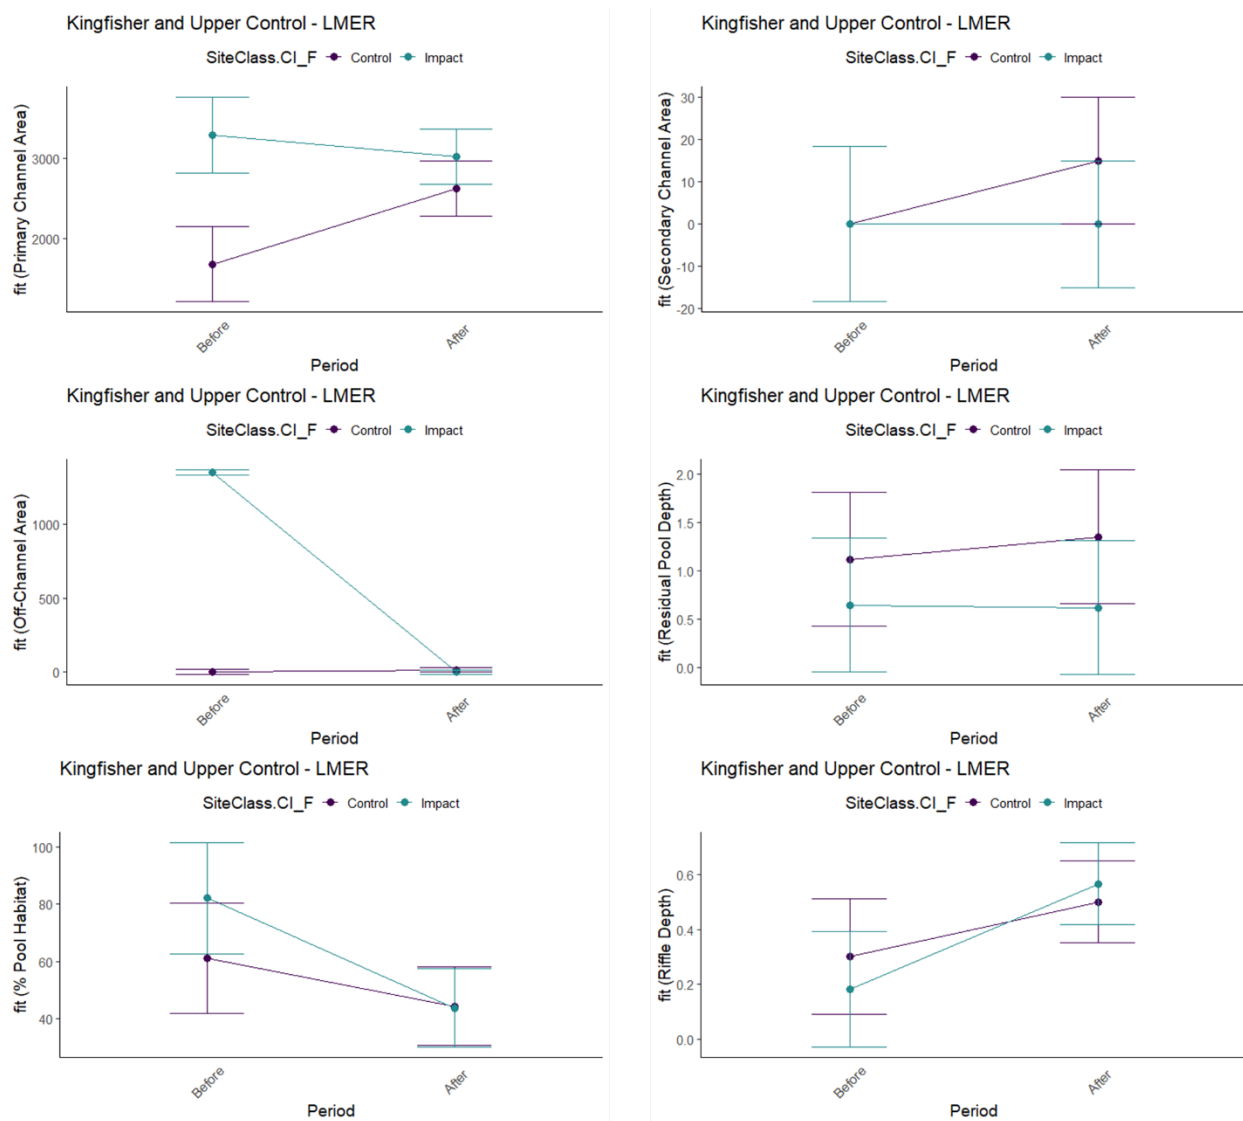 Kingfisher and Upper Control - LMER
SiteClass.CI_F Control Impact
fit (Primary Channel Area)
3000
2000
Before
After
Period
Kingfisher and Upper Control - LMER
SiteClass.CI_F Control Impact
fit (Secondary Channel Area)
30
20
10
0
-10
-20
Before
After
Period
Kingfisher and Upper Control - LMER
SiteClass.CI_F Control Impact
fit (Off-Channel Area)
1000
500
0
Before
After
Period
Kingfisher and Upper Control - LMER
SiteClass.CI_F Control Impact
fit (Residual Pool Depth)
2.0
1.5
1.0
0.5
0.0
Before
After
Period
Kingfisher and Upper Control - LMER
SiteClass.CI_F Control Impact
fit (% Pool Habitat)
100
80
60
40
Before
After
Period
Kingfisher and Upper Control - LMER
SiteClass.CI_F Control Impact
fit (Riffle Depth)
0.6
0.4
0.2
0.0
Before
After
Period